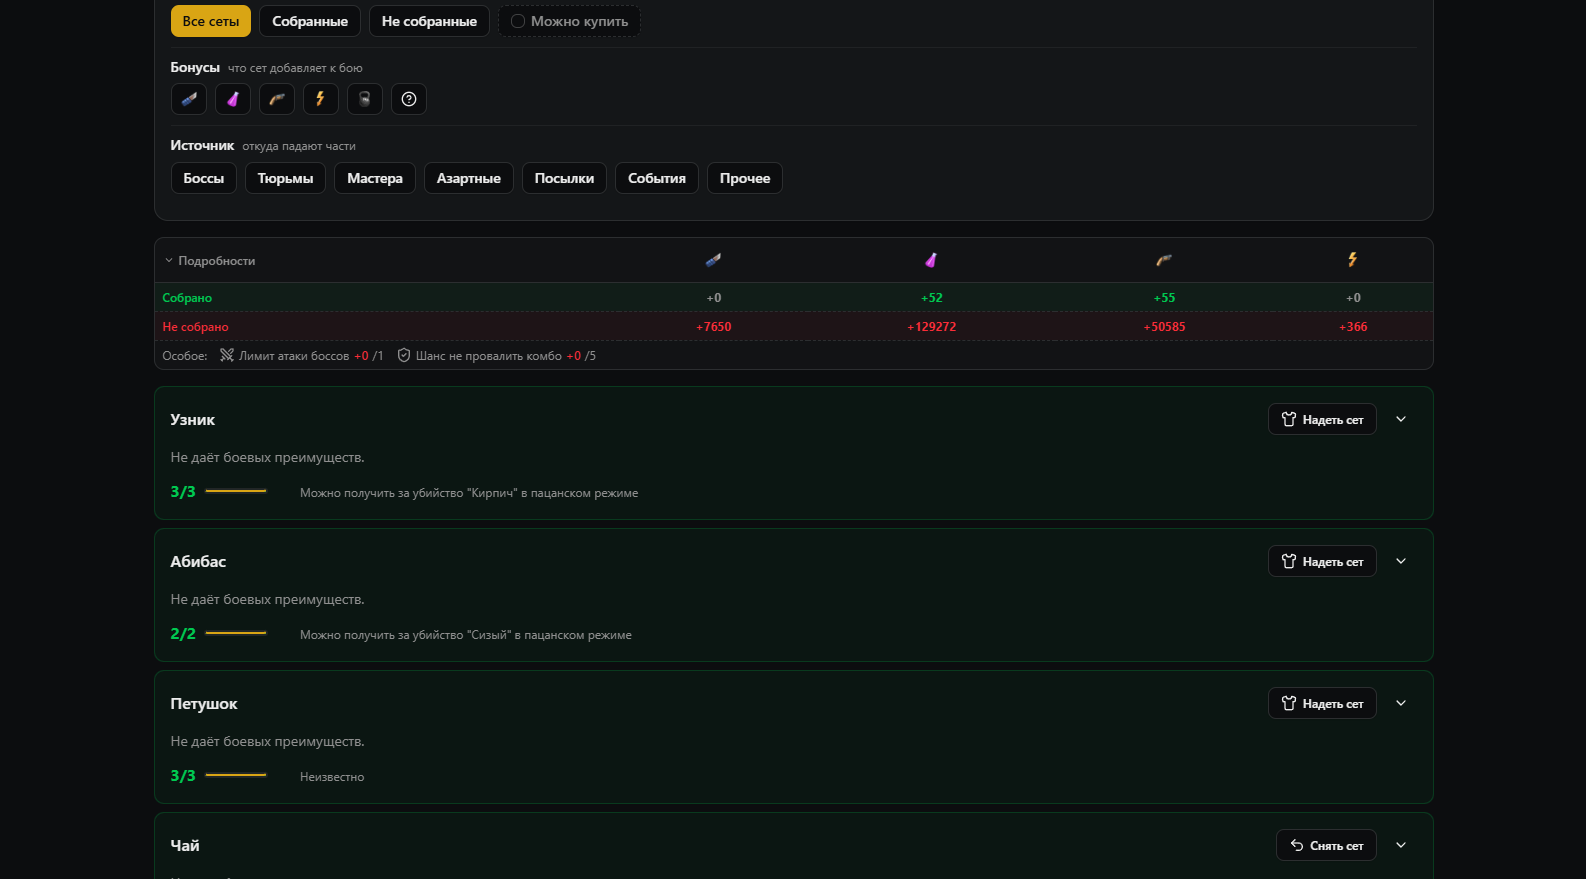 Все сеты Собранные Не собранные Можно купить
Бонусы что сет добавляет к бою
Источник откуда падают части
Боссы Тюрьмы Мастера Азартные Посылки События Прочее
Подробности
Собрано +0 +52 +55 +0
Не собрано +7650 +129272 +50585 +366
Особое: Лимит атаки боссов +0 /1 Шанс не провалить комбо +0 /5
Узник Надеть сет
Не даёт боевых преимуществ.
3/3 Можно получить за убийство "Кирпич" в пацанском режиме
Абибас Надеть сет
Не даёт боевых преимуществ.
2/2 Можно получить за убийство "Сизый" в пацанском режиме
Петушок Надеть сет
Не даёт боевых преимуществ.
3/3 Неизвестно
Чай Снять сет